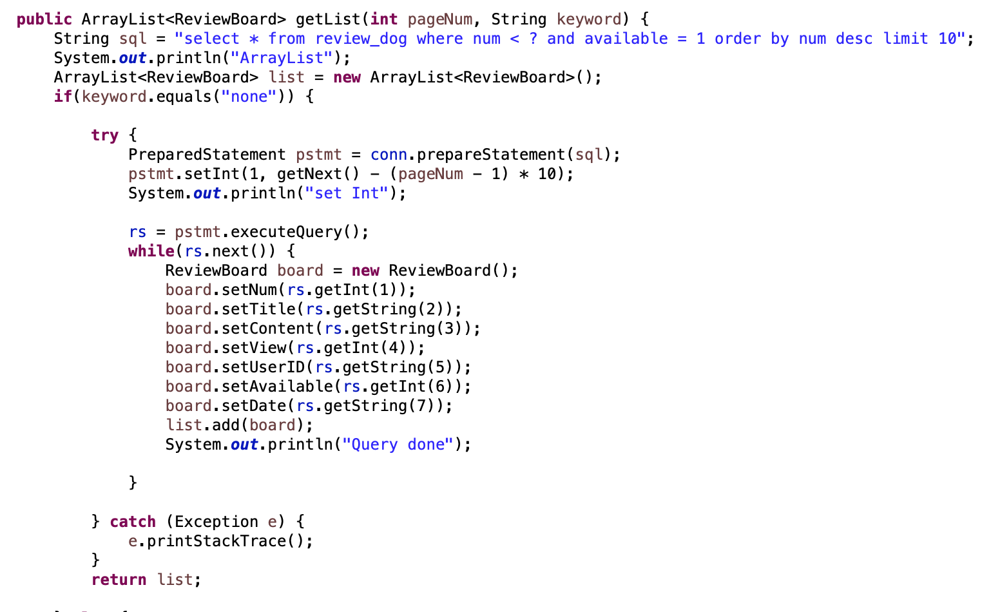 public ArrayList<ReviewBoard> getList(int pageNum, String keyword) {
String sql = "select * from review_dog where num < ? and available = 1 order by num desc limit 10";
System.out.println("ArrayList");
ArrayList<ReviewBoard> list = new ArrayList<ReviewBoard>();
if(keyword.equals("none")) {
try {
PreparedStatement pstmt = conn.prepareStatement(sql);
pstmt.setInt(1, getNext() - (pageNum - 1) * 10);
System.out.println("set Int");
rs = pstmt.executeQuery();
while(rs.next()) {
ReviewBoard board = new ReviewBoard();
board.setNum(rs.getInt(1));
board.setTitle(rs.getString(2));
board.setContent(rs.getString(3));
board.setView(rs.getInt(4));
board.setUserID(rs.getString(5));
board.setAvailable(rs.getInt(6));
board.setDate(rs.getString(7));
list.add(board);
System.out.println("Query done");
}
} catch (Exception e) {
e.printStackTrace();
}
return list;